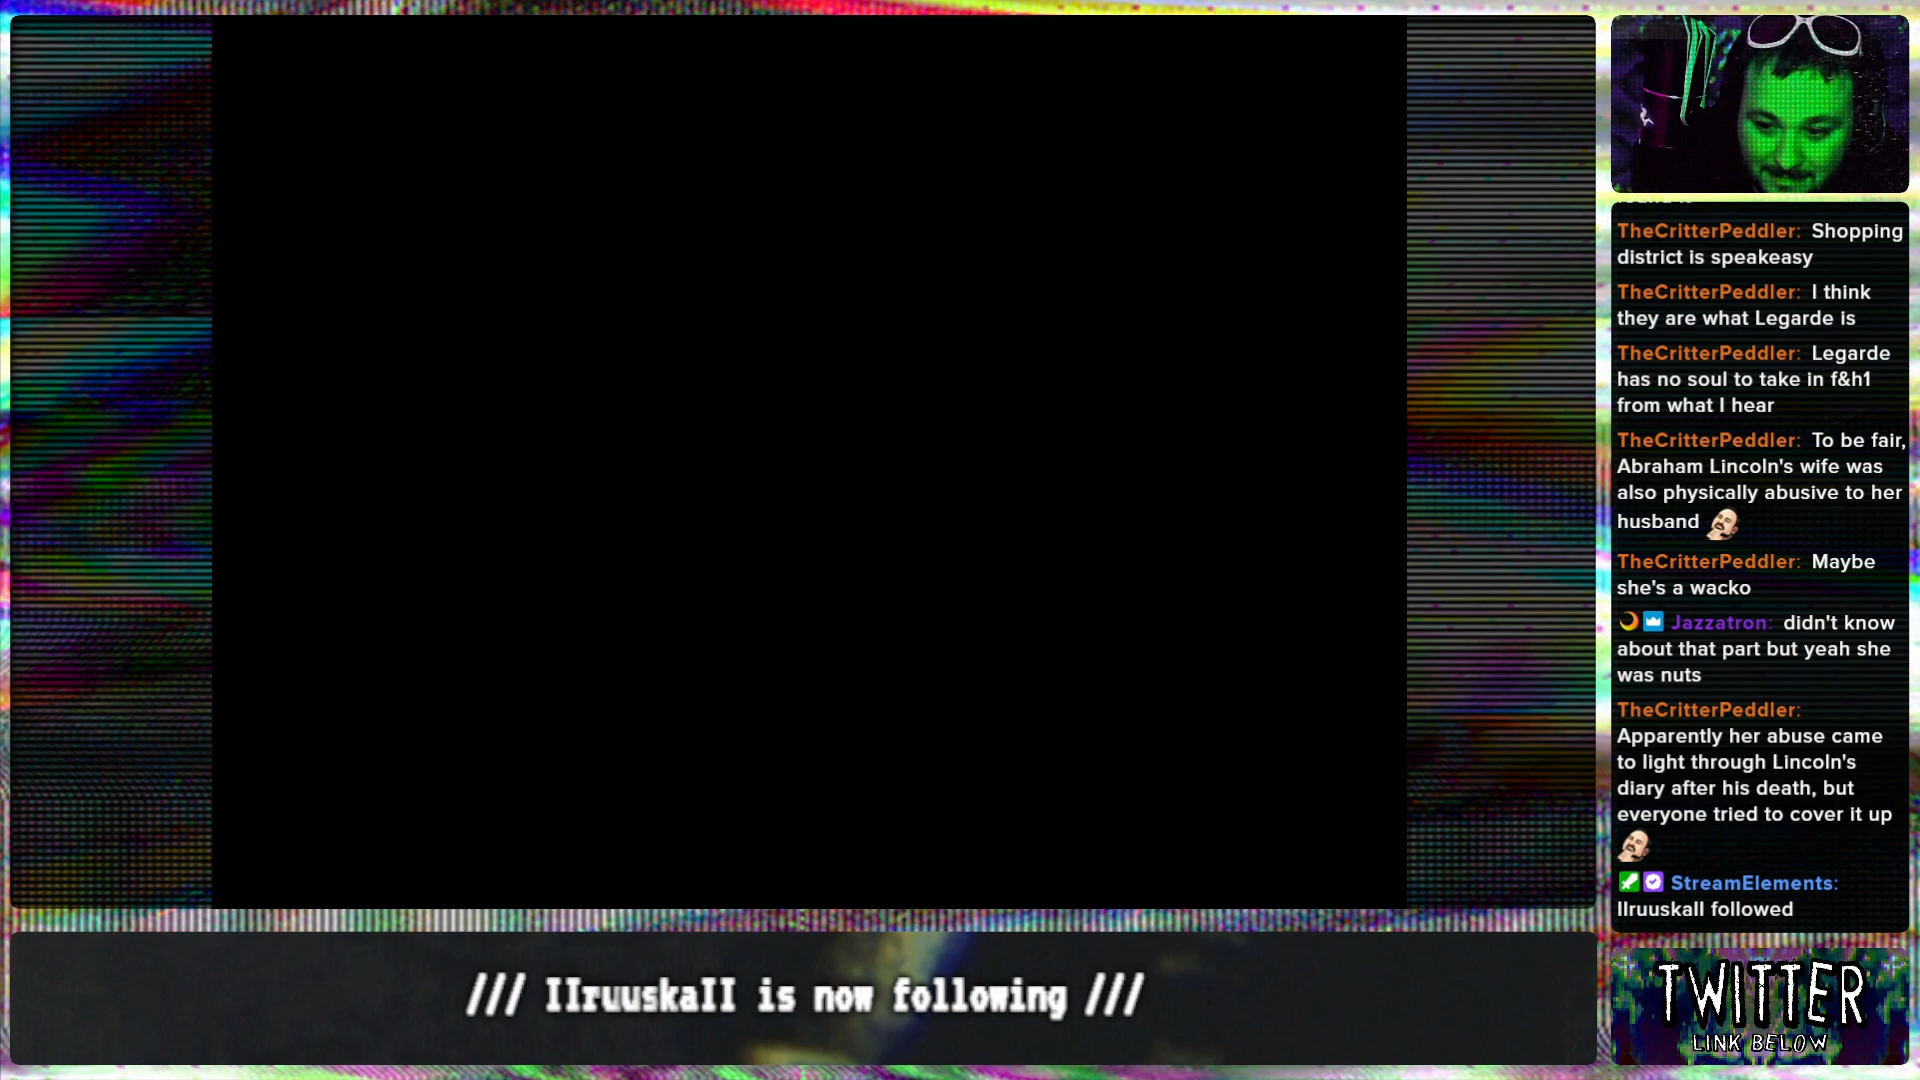 TheCritterPeddler: Shopping
district is speakeasy
TheCritterPeddler: I think
they are what Legarde is
TheCritterPeddler: Legarde
has no soul to take in f&h1
from what I hear
TheCritterPeddler: To be fair,
Abraham Lincoln's wife was
also physically abusive to her
husband
TheCritterPeddler: Maybe
she's a wacko
Jazzatron: didn't know
about that part but yeah she
was nuts
TheCritterPeddler:
Apparently her abuse came
to light through Lincoln's
diary after his death, but
everyone tried to cover it up
StreamElements:
IIruuskaII followed
/// IIruuskaII is now following ///
TWITTER
LINK BELOW